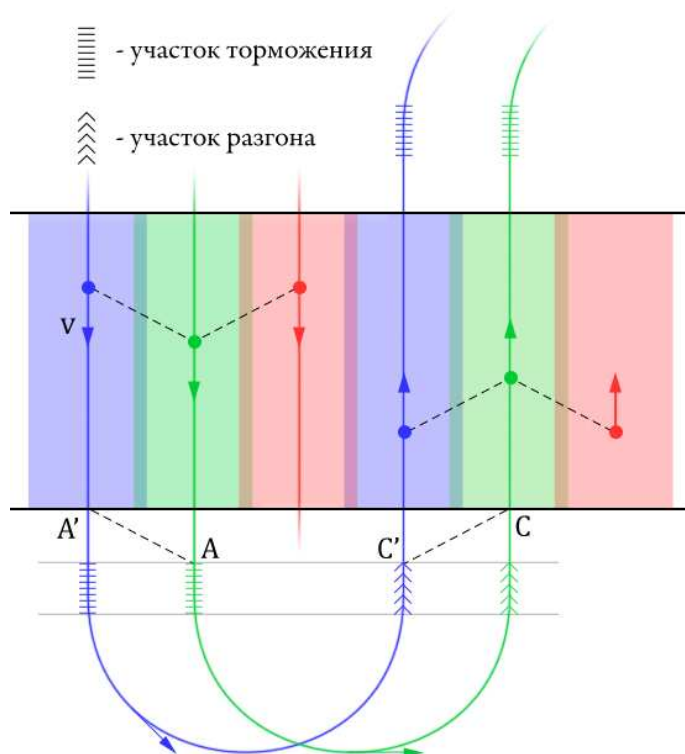 - участок торможения
- участок разгона
v
A'
A
C'
C